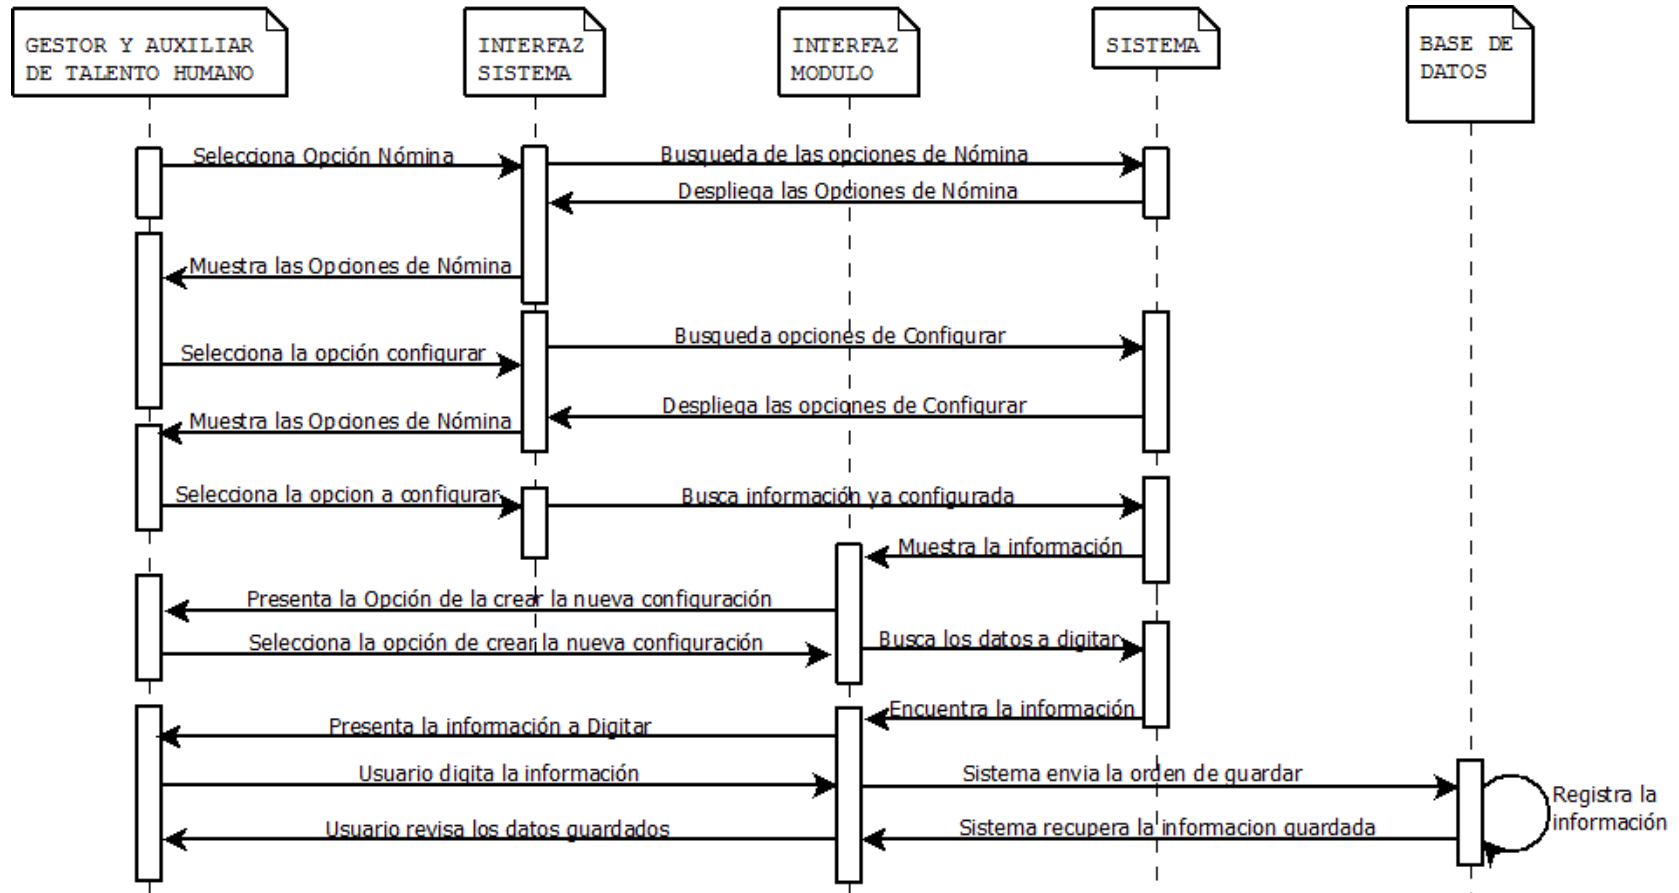 GESTOR Y AUXILIAR
DE TALENTO HUMANO
INTERFAZ
SISTEMA
INTERFAZ
MODULO
SISTEMA
BASE DE
DATOS
Selecciona Opción Nómina
Busqueda de las opciones de Nómina
Despliega las Opciones de Nómina
Muestra las Opciones de Nómina
Busqueda opciones de Configurar
Selecciona la opción configurar
Despliega las opciones de Configurar
Muestra las Opciones de Nómina
Selecciona la opcion a configurar
Busca información ya configurada
Muestra la información
Presenta la Opción de la crear la nueva configuración
Selecciona la opción de crear la nueva configuración
Busca los datos a digitar
Encuentra la información
Presenta la información a Digitar
Usuario digita la información
Sistema envia la orden de guardar
Registra la
información
Usuario revisa los datos guardados
Sistema recupera la informacion guardada